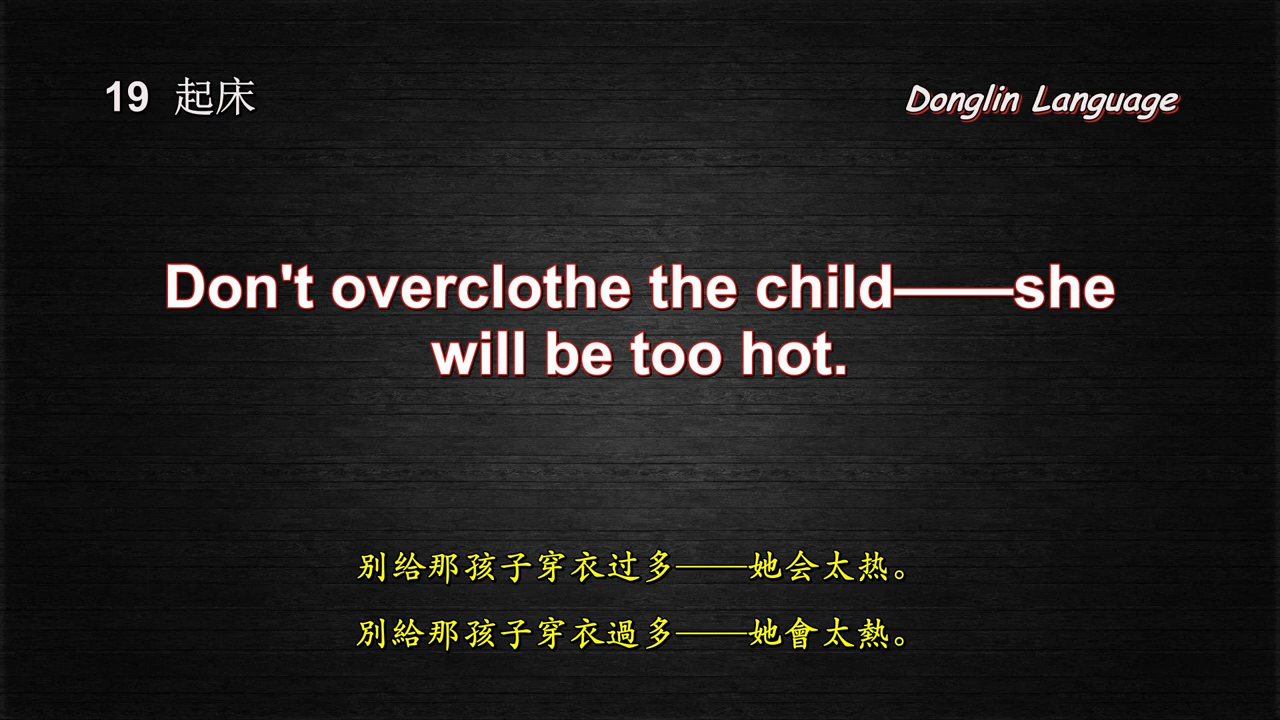 19 起床
Donglin Language
Don't overclothe the child——she
will be too hot.
别给那孩子穿衣过多——她会太热。
別給那孩子穿衣過多——她會太熱。